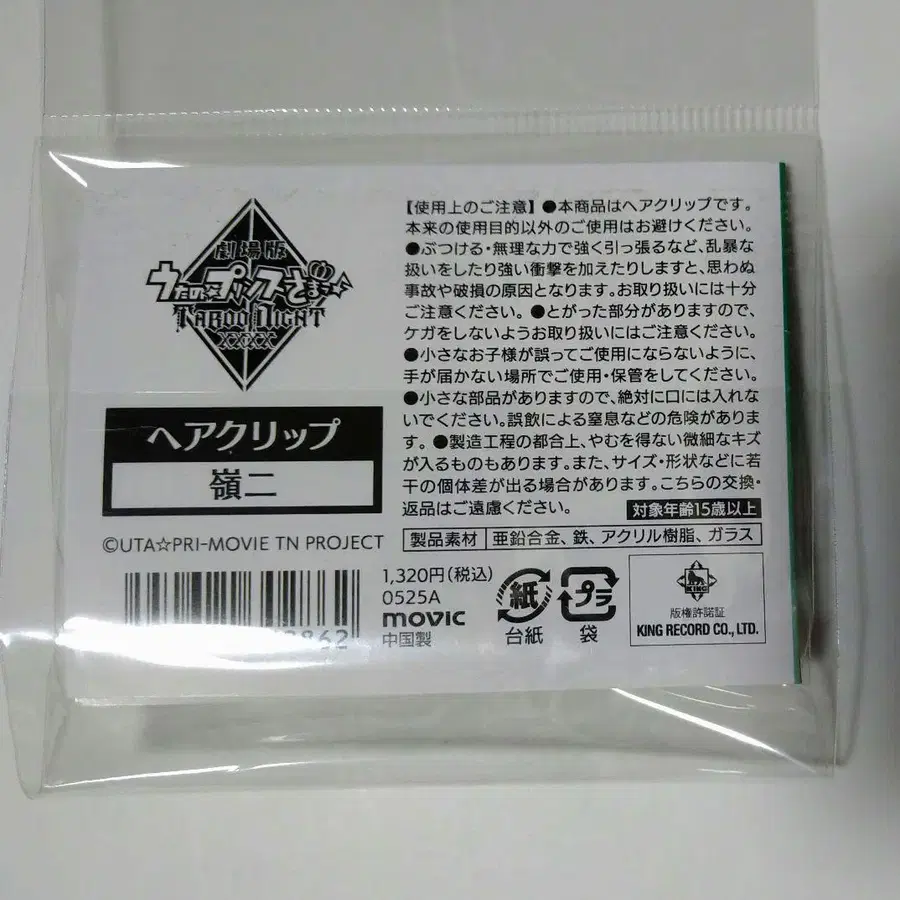 劇場版
うたの☆プリンスさまっ♪
TABOO NIGHT
XXXX
ヘアクリップ
嶺二
©UTA☆PRI-MOVIE TN PROJECT
【使用上のご注意】●本商品はヘアクリップです。
本来の使用目的以外のご使用はお避けください。
●ぶつける・無理な力で強く引っ張るなど、乱暴な
扱いをしたり強い衝撃を加えたりしますと、思わぬ
事故や破損の原因となります。お取り扱いには十分
ご注意ください。●とがった部分がありますので、
ケガをしないようお取り扱いにはご注意ください。
●小さなお子様が誤ってご使用にならないように、
手が届かない場所でご使用・保管をしてください。
●小さな部品がありますので、絶対に口には入れな
いでください。誤飲による窒息などの危険がありま
す。●製造工程の都合上、やむを得ない微細なキズ
が入るものもあります。また、サイズ・形状などに若
干の個体差が出る場合があります。こちらの交換・
返品はご遠慮ください。
対象年齢15歳以上
製品素材 亜鉛合金、鉄、アクリル樹脂、ガラス
1,320円(税込)
0525A
movic
中国製
紙
台紙
プラ
袋
KING
版権許諾証
KING RECORD CO., LTD.